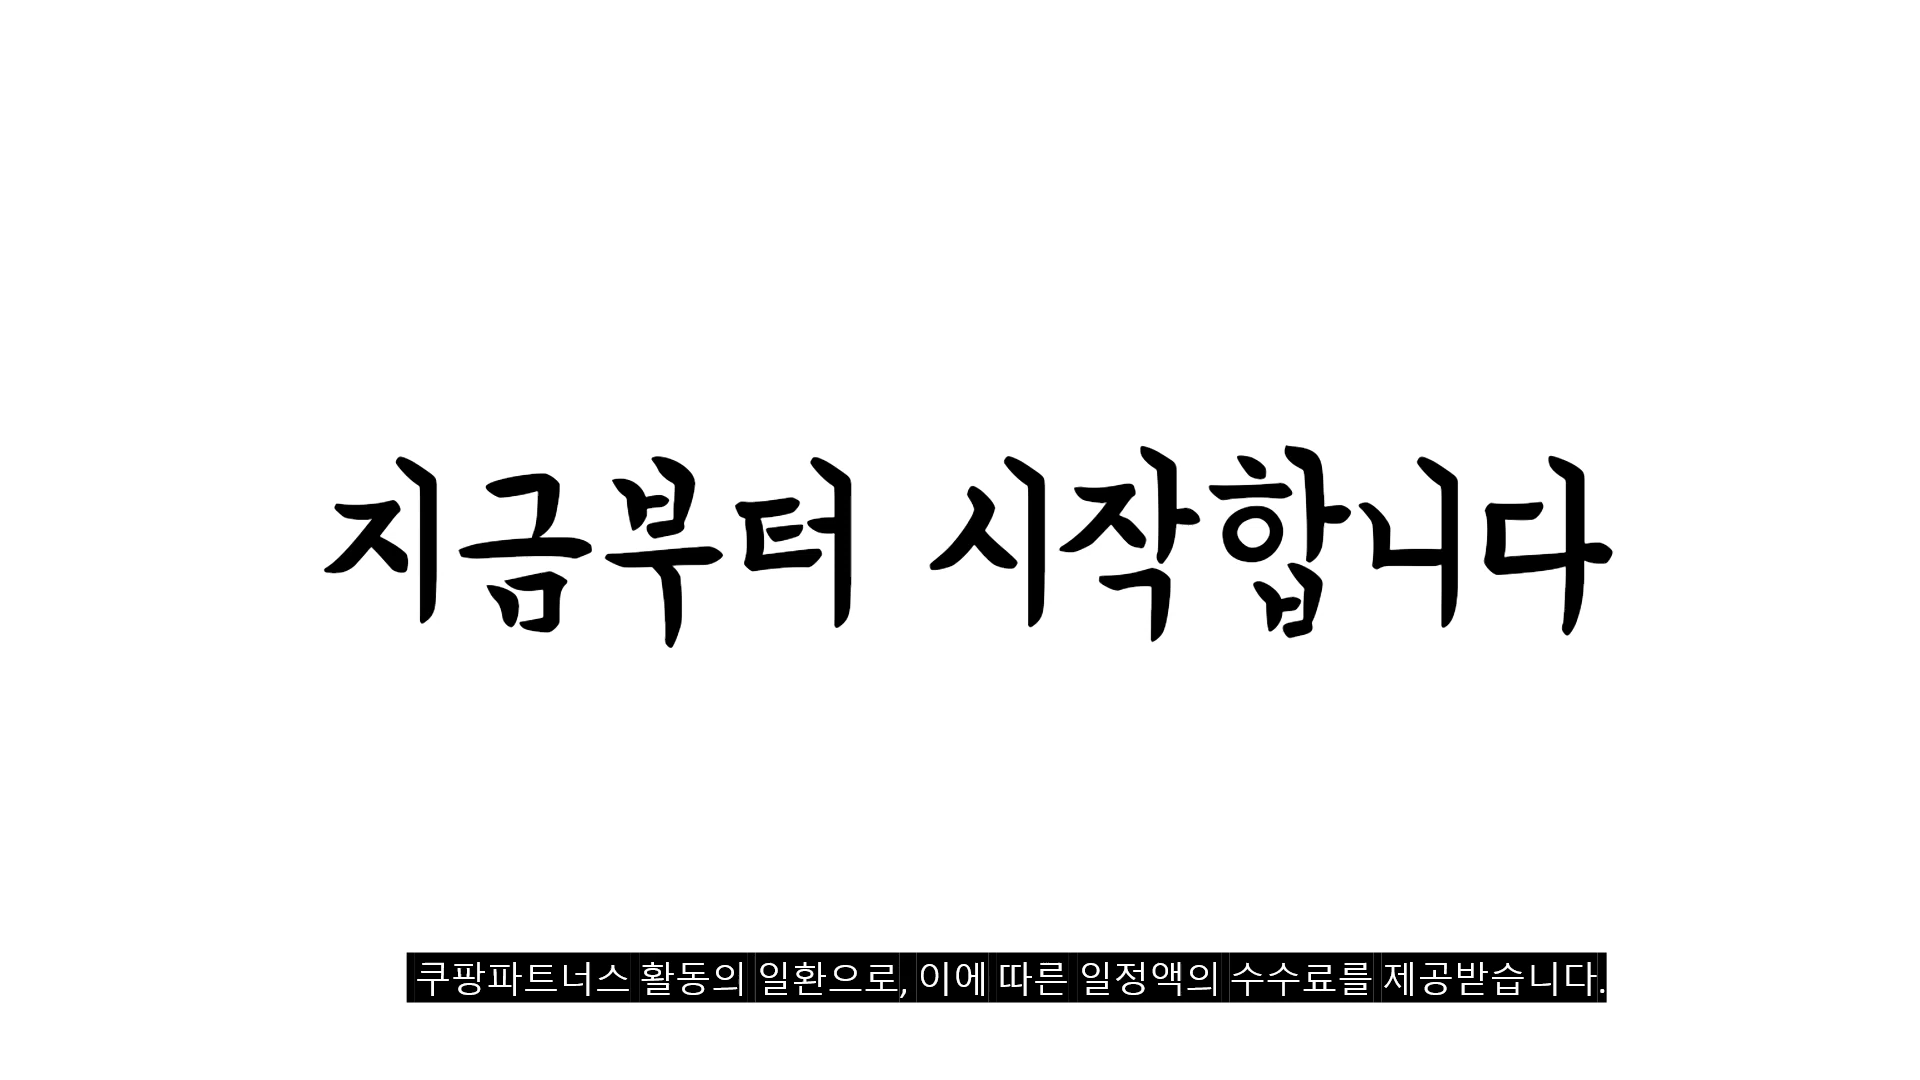 지금부터 시작합니다
쿠팡파트너스 활동의 일환으로, 이에 따른 일정액의 수수료를 제공받습니다.